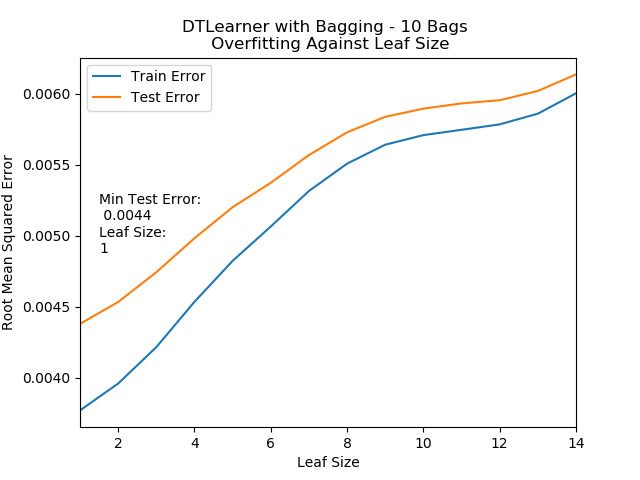 DTLearner with Bagging - 10 Bags
Overfitting Against Leaf Size
Train Error
Test Error
Min Test Error:
0.0044
Leaf Size:
1
Root Mean Squared Error
0.0060
0.0055
0.0050
0.0045
0.0040
2 4 6 8 10 12 14
Leaf Size